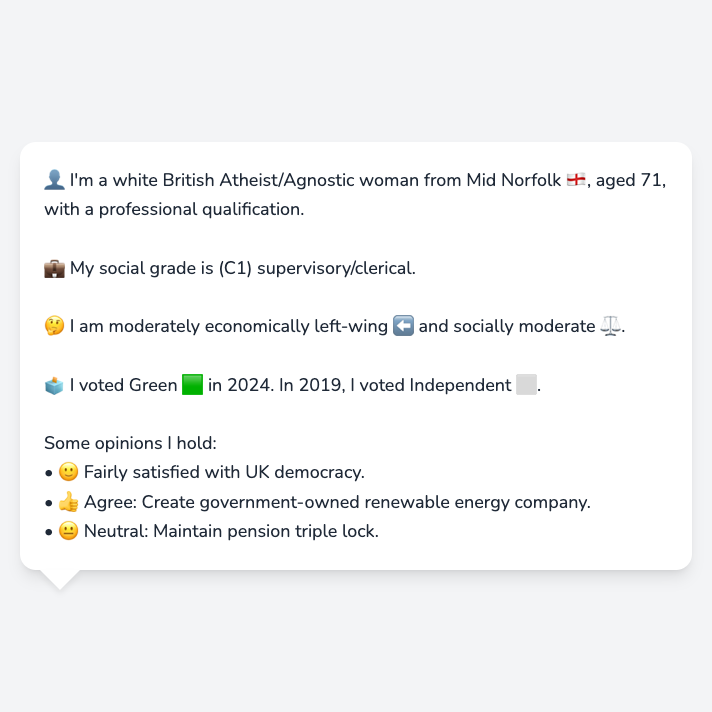 👤 I'm a white British Atheist/Agnostic woman from Mid Norfolk 🏴󠁧󠁢󠁥󠁮󠁧󠁿, aged 71,
with a professional qualification.
💼 My social grade is (C1) supervisory/clerical.
🤔 I am moderately economically left-wing ⬅️ and socially moderate ⚖️.
🗳️ I voted Green 🟩 in 2024. In 2019, I voted Independent ⬜.
Some opinions I hold:
• 🙂 Fairly satisfied with UK democracy.
• 👍 Agree: Create government-owned renewable energy company.
• 😐 Neutral: Maintain pension triple lock.